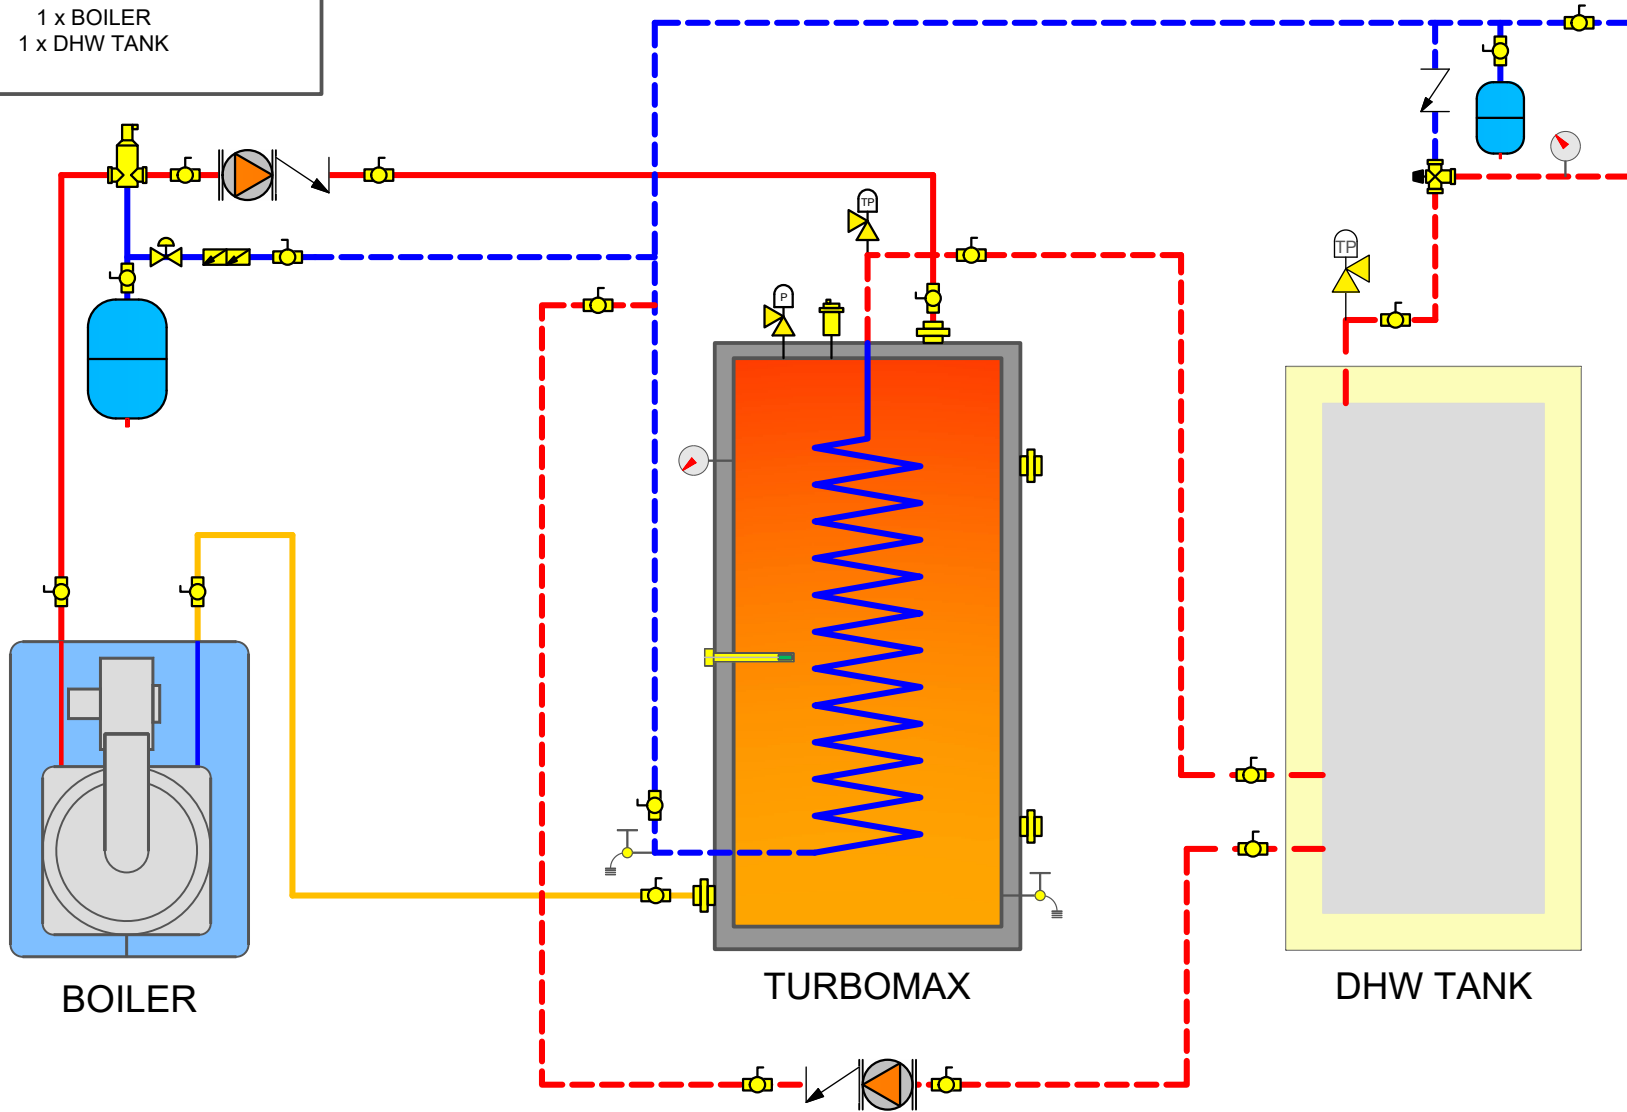 1 x BOILER
1 x DHW TANK
TP
TP
P
BOILER
TURBOMAX
DHW TANK